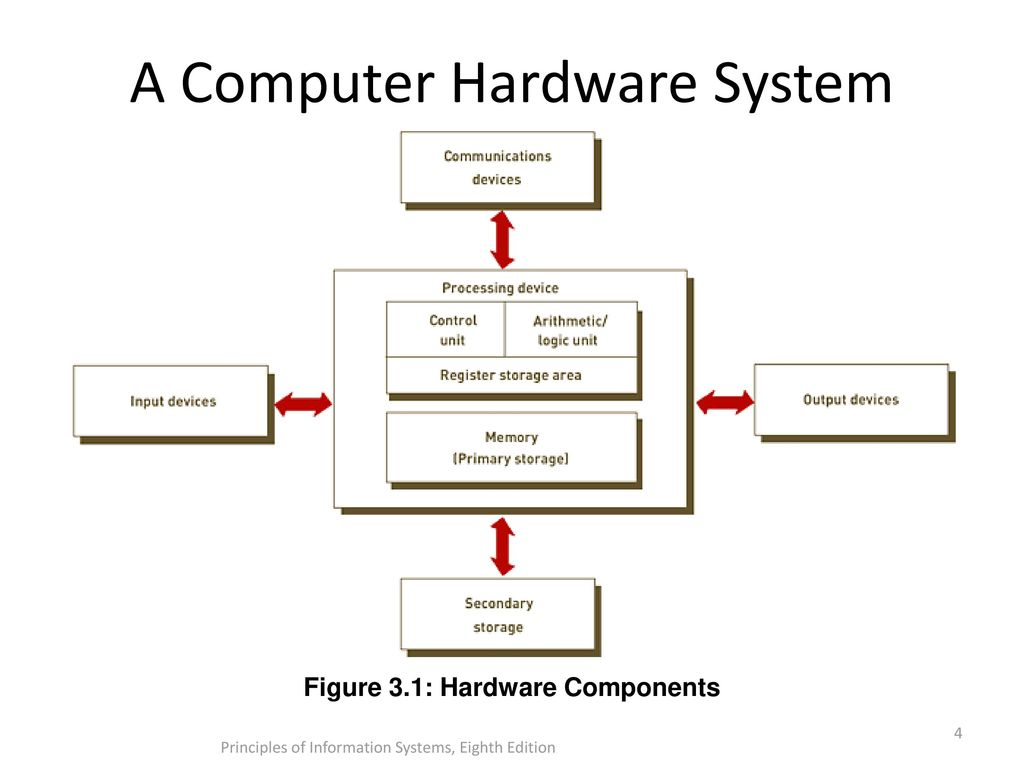 A Computer Hardware System
Communications
devices
Processing device
Control
unit
Arithmetic/
logic unit
Register storage area
Input devices
Output devices
Memory
(Primary storage)
Secondary
storage
Figure 3.1: Hardware Components
Principles of Information Systems, Eighth Edition
4